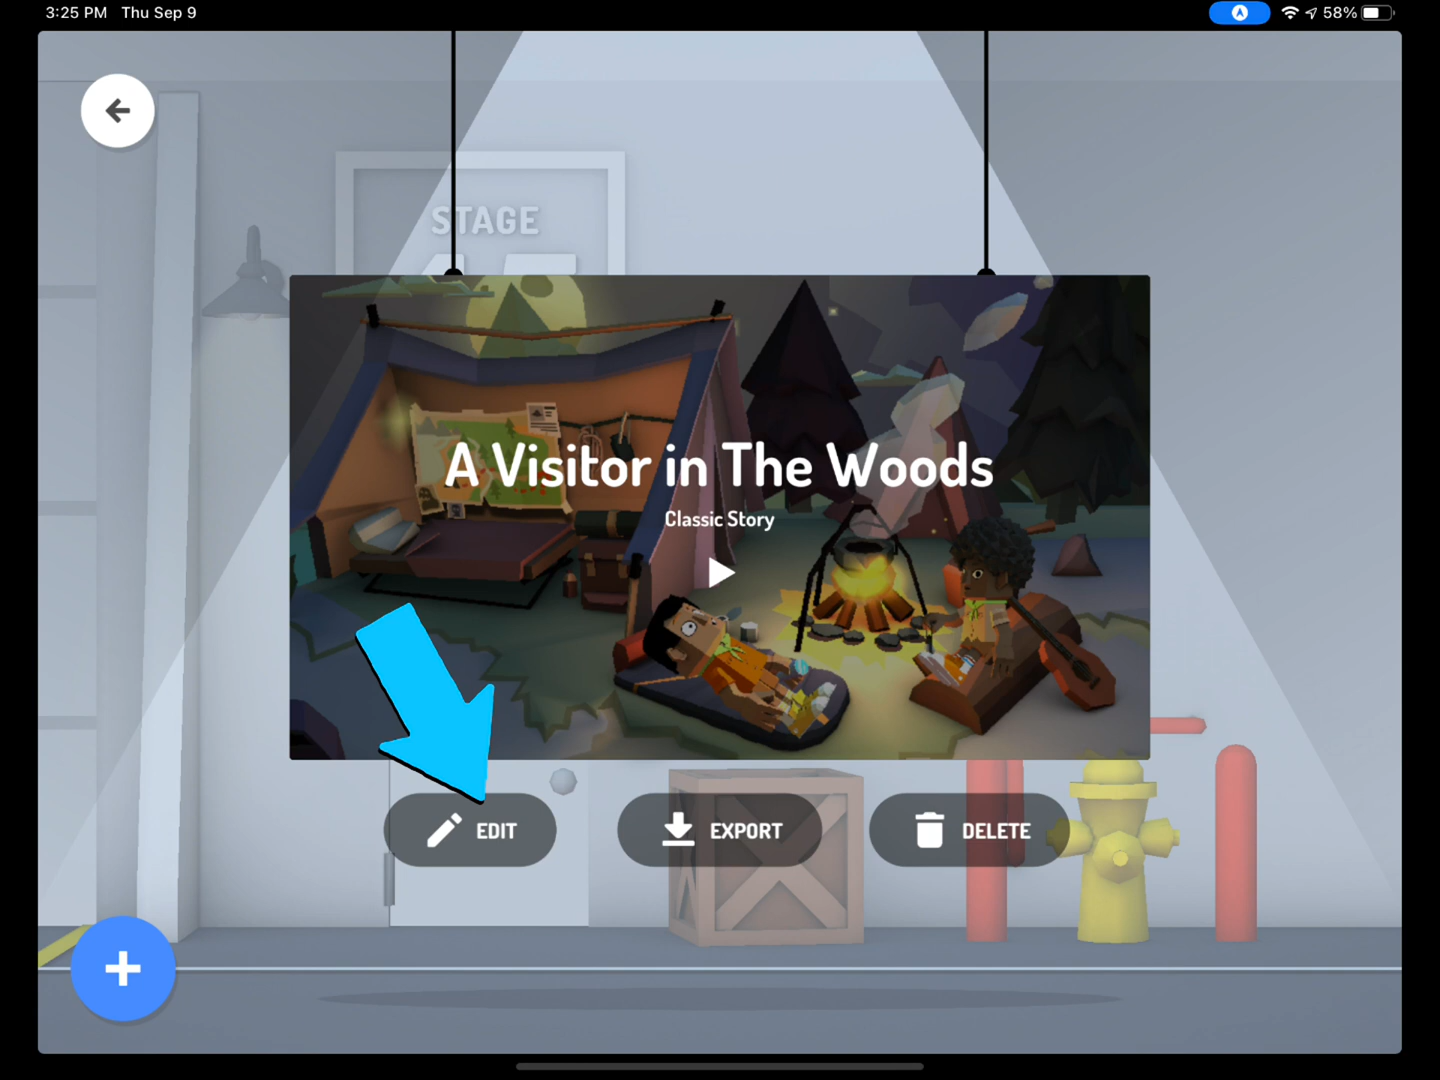 3:25 PM Thu Sep 9
58%
STAGE
A Visitor in The Woods
Classic Story
EDIT
EXPORT
DELETE